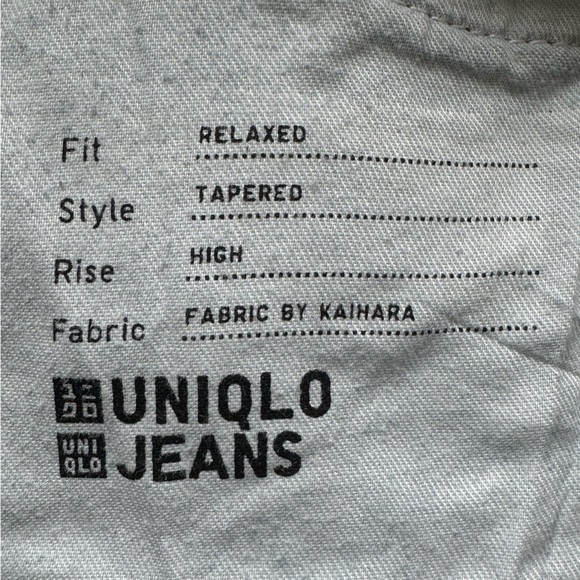 Fit RELAXED
Style TAPERED
Rise HIGH
Fabric FABRIC BY KAIHARA
ユニクロ UNIQLO
UNIQLO JEANS